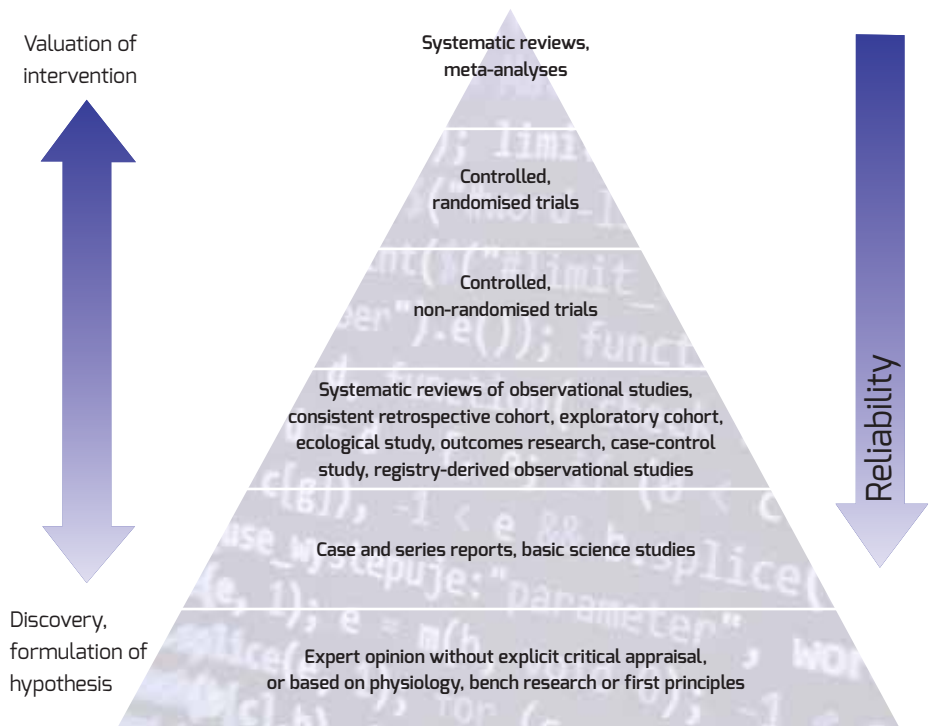 Valuation of
intervention
Systematic reviews,
meta-analyses
Controlled,
randomised trials
Controlled,
non-randomised trials
Systematic reviews of observational studies,
consistent retrospective cohort, exploratory cohort,
ecological study, outcomes research, case-control
study, registry-derived observational studies
Case and series reports, basic science studies
Discovery,
formulation of
hypothesis
Expert opinion without explicit critical appraisal,
or based on physiology, bench research or first principles
Reliability